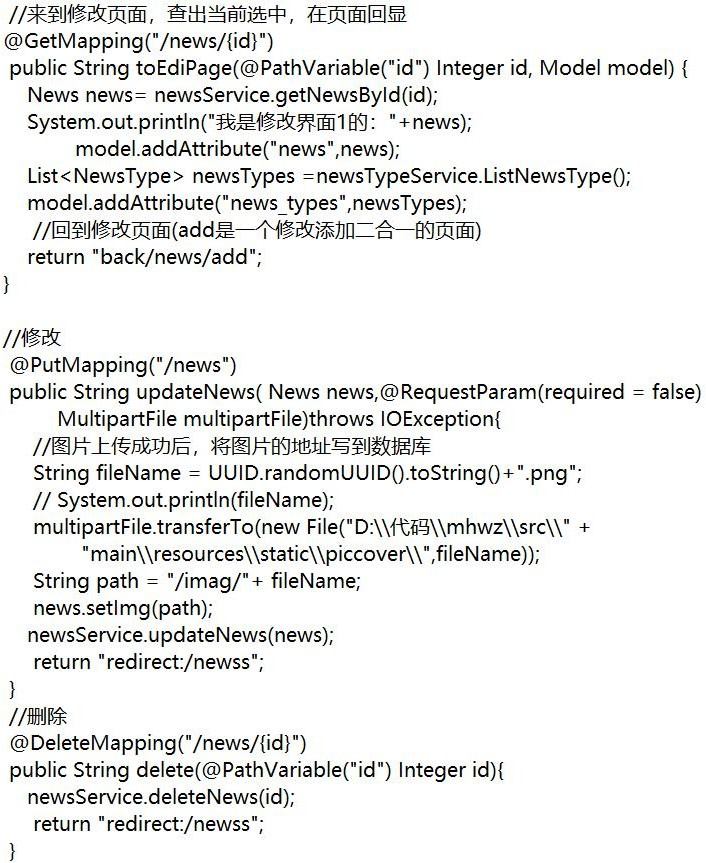 //来到修改页面，查出当前选中，在页面回显
@GetMapping("/news/{id}")
public String toEdiPage(@PathVariable("id") Integer id, Model model) {
News news= newsService.getNewsById(id);
System.out.println("我是修改界面1的："+news);
model.addAttribute("news",news);
List<NewsType> newsTypes =newsTypeService.ListNewsType();
model.addAttribute("news_types",newsTypes);
//回到修改页面(add是一个修改添加二合一的页面)
return "back/news/add";
}
//修改
@PutMapping("/news")
public String updateNews( News news,@RequestParam(required = false)
MultipartFile multipartFile)throws IOException{
//图片上传成功后，将图片的地址写到数据库
String fileName = UUID.randomUUID().toString()+".png";
// System.out.println(fileName);
multipartFile.transferTo(new File("D:\\代码\\mhwz\\src\\" +
"main\\resources\\static\\piccover\\",fileName));
String path = "/imag/"+ fileName;
news.setImg(path);
newsService.updateNews(news);
return "redirect:/newss";
}
//删除
@DeleteMapping("/news/{id}")
public String delete(@PathVariable("id") Integer id){
newsService.deleteNews(id);
return "redirect:/newss";
}